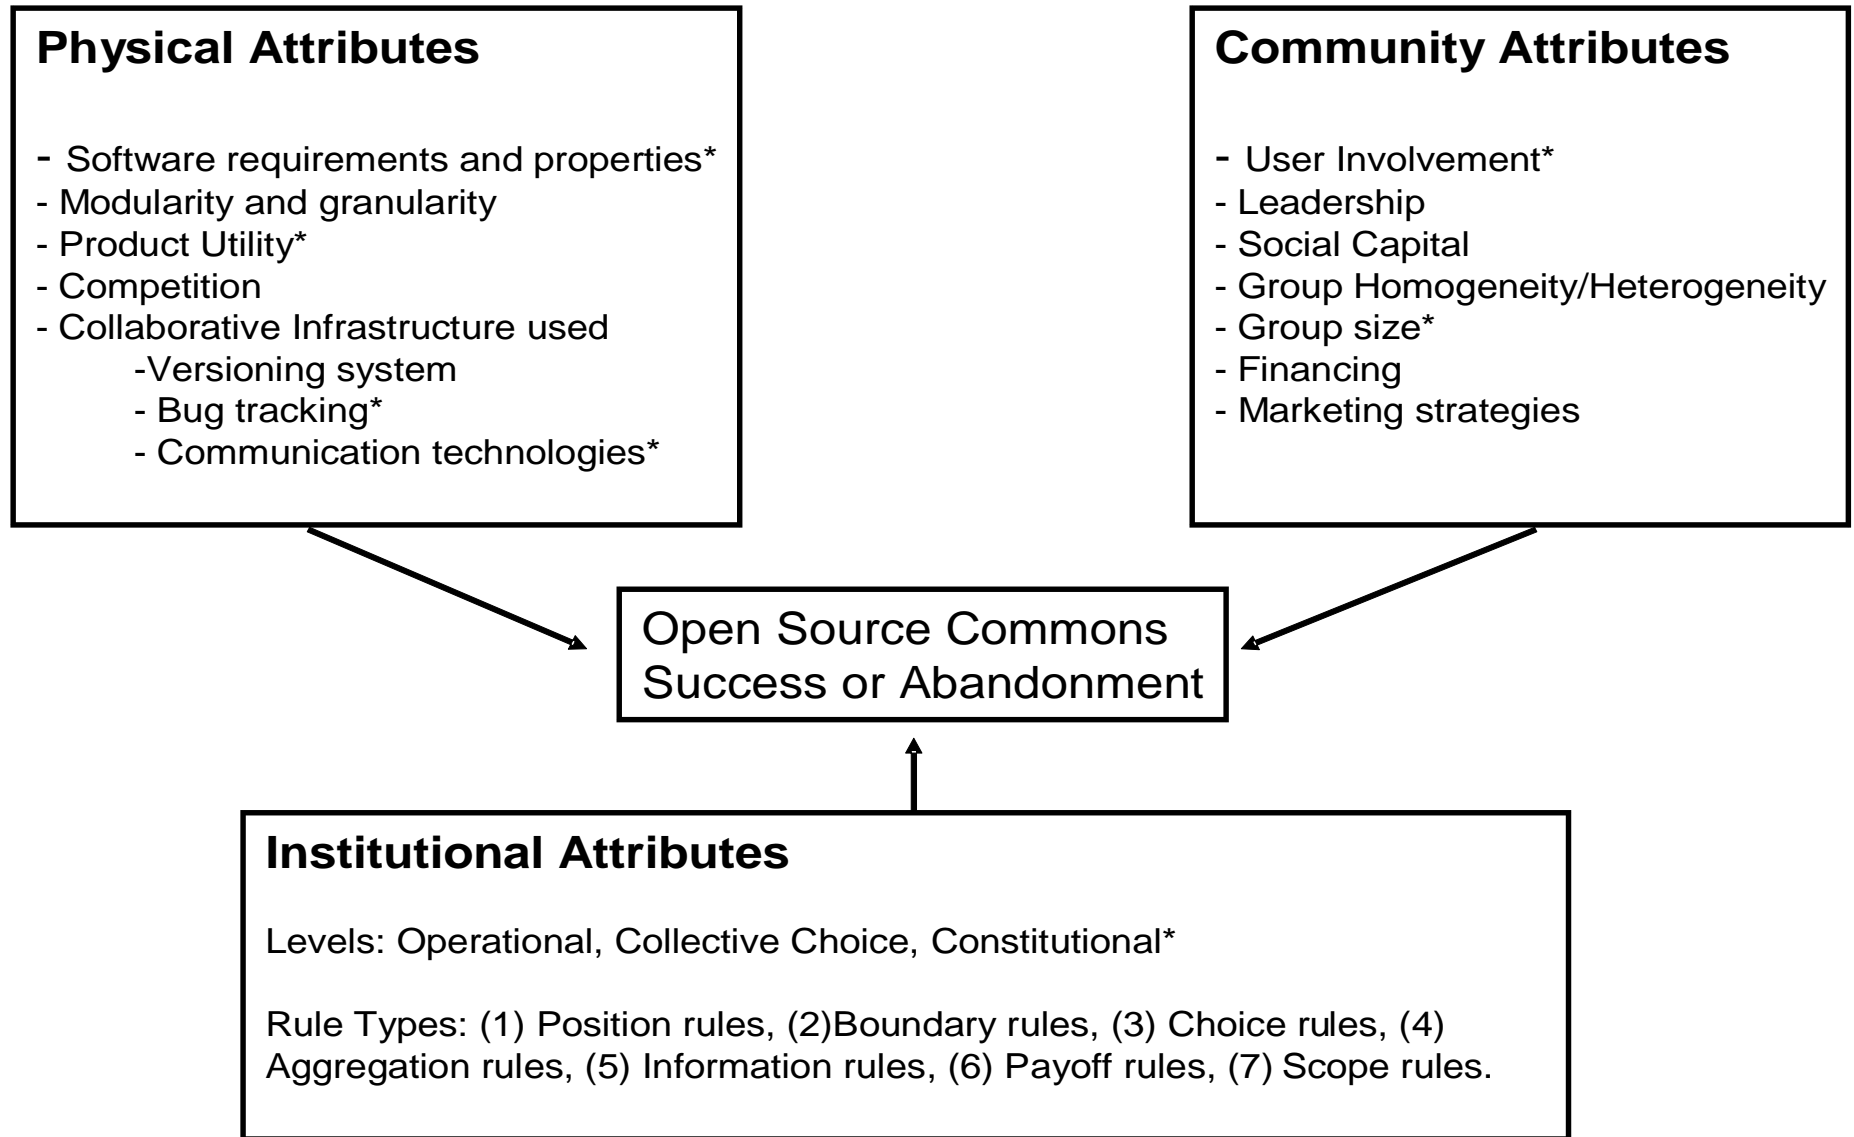 Physical Attributes
- Software requirements and properties*
- Modularity and granularity
- Product Utility*
- Competition
- Collaborative Infrastructure used
-Versioning system
- Bug tracking*
- Communication technologies*
Community Attributes
- User Involvement*
- Leadership
- Social Capital
- Group Homogeneity/Heterogeneity
- Group size*
- Financing
- Marketing strategies
Open Source Commons
Success or Abandonment
Institutional Attributes
Levels: Operational, Collective Choice, Constitutional*
Rule Types: (1) Position rules, (2)Boundary rules, (3) Choice rules, (4)
Aggregation rules, (5) Information rules, (6) Payoff rules, (7) Scope rules.